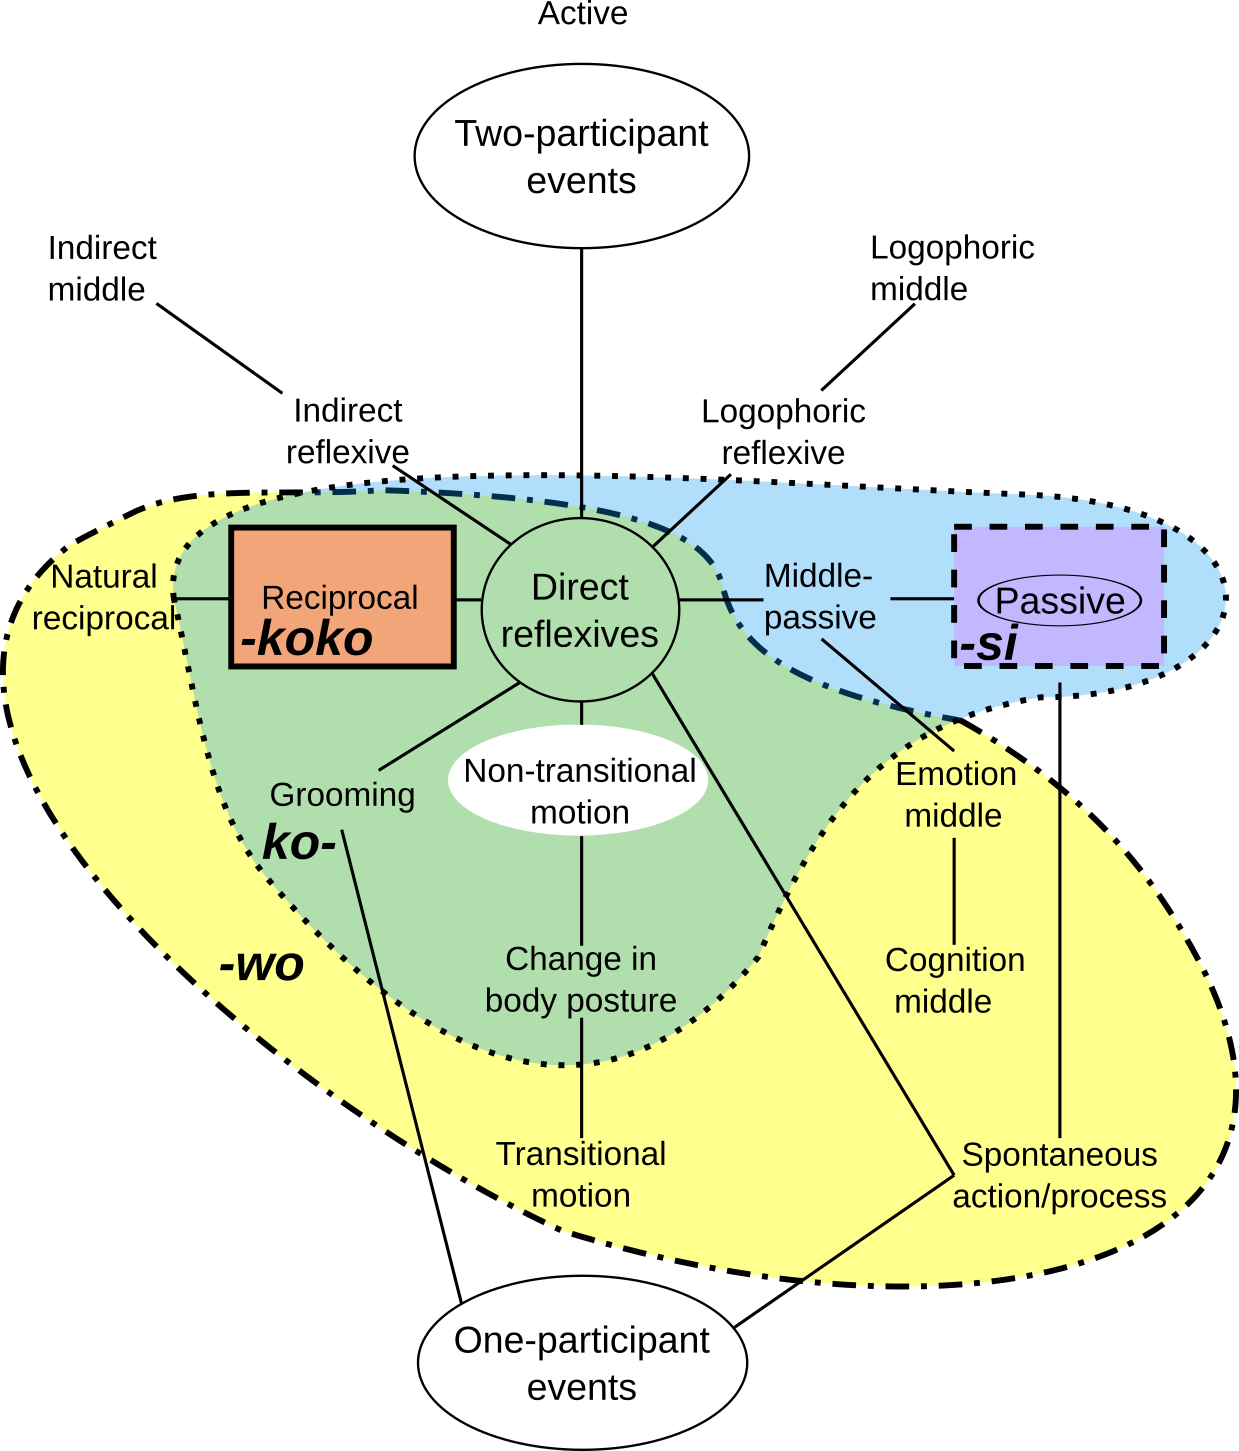 Active
Two-participant
events
Indirect
middle
Logophoric
middle
Indirect
reflexive
Logophoric
reflexive
Natural
reciprocal
Reciprocal
-koko
Direct
reflexives
Middle-
passive
Passive
-si
Grooming
ko-
Non-transitional
motion
Emotion
middle
-wo
Change in
body posture
Cognition
middle
Transitional
motion
Spontaneous
action/process
One-participant
events